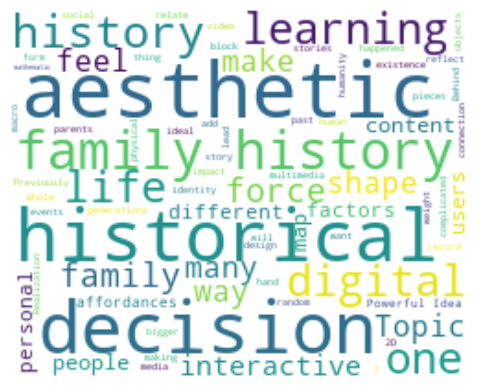 social relate video
history block stories happened learning objects
form thing feel make humanity existence reflect
mathematic aesthetic pieces Behind
macro parents physical ideal add lead past human content connection
family history
Previously life story impact multimedia force shape complicated
whole identity users
events generations different factors weight
historical map will design want record
Realization family many way hand digital
personal affordances random Powerful Idea
decision Topic
bigger making 2D
people media interactive one